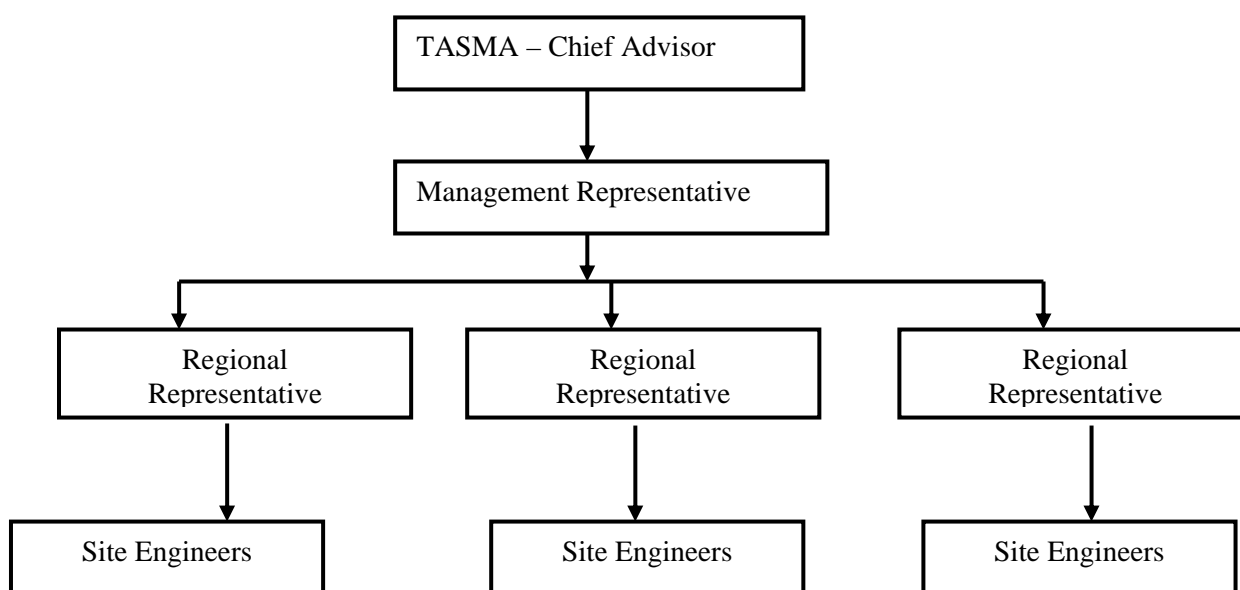 TASMA – Chief Advisor
Management Representative
Regional
Representative
Regional
Representative
Regional
Representative
Site Engineers
Site Engineers
Site Engineers